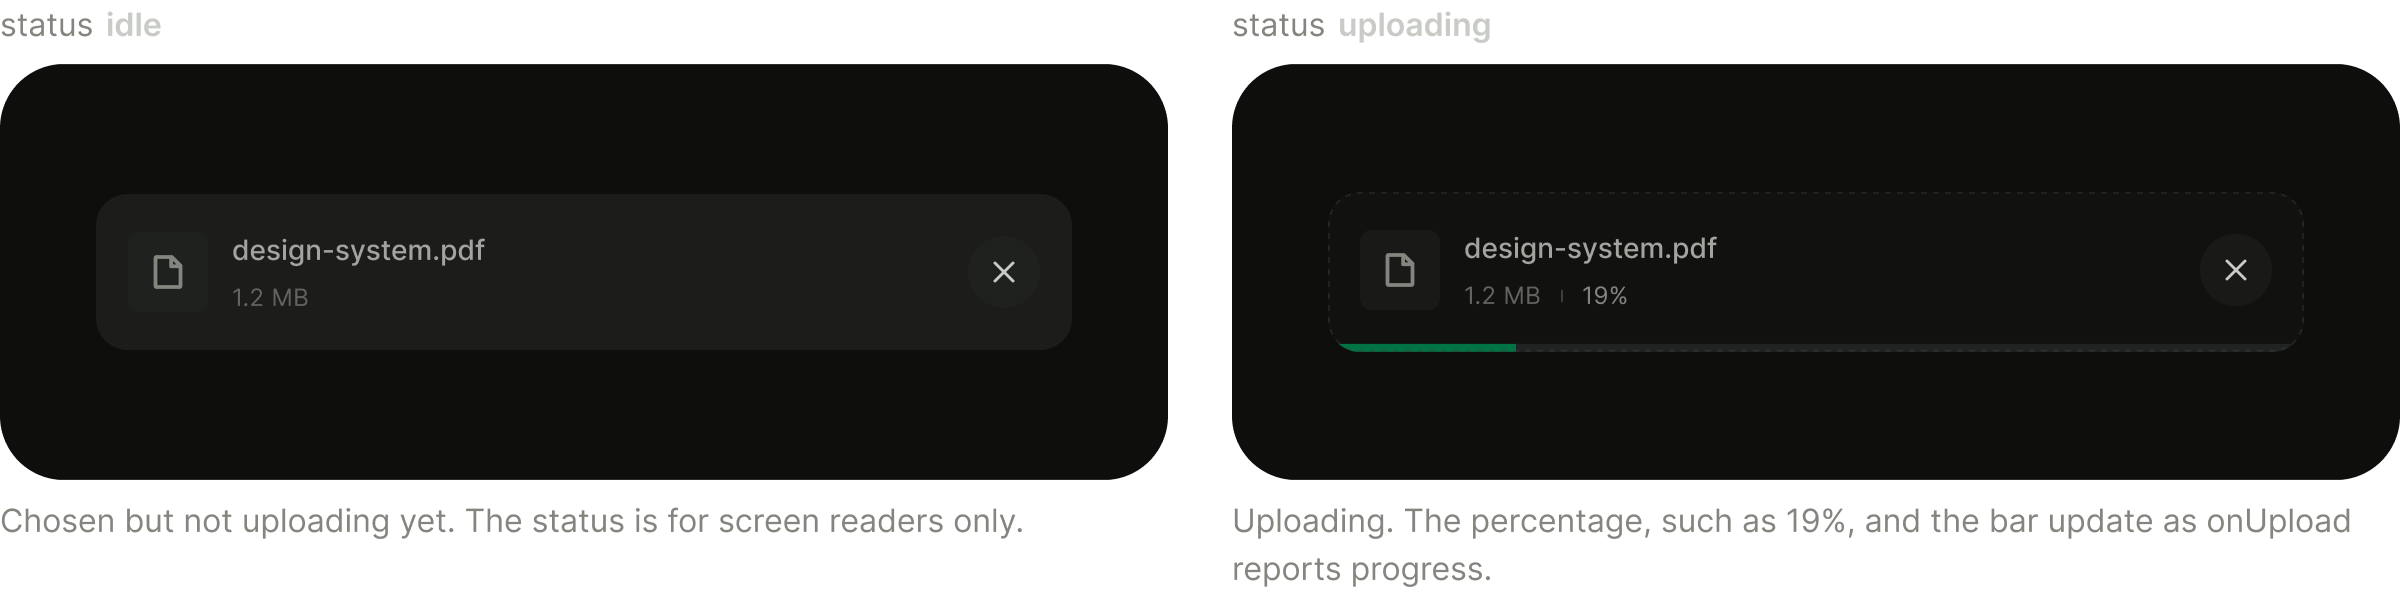 status idle
design-system.pdf
1.2 MB
Chosen but not uploading yet. The status is for screen readers only.
status uploading
design-system.pdf
1.2 MB | 19%
Uploading. The percentage, such as 19%, and the bar update as onUpload
reports progress.